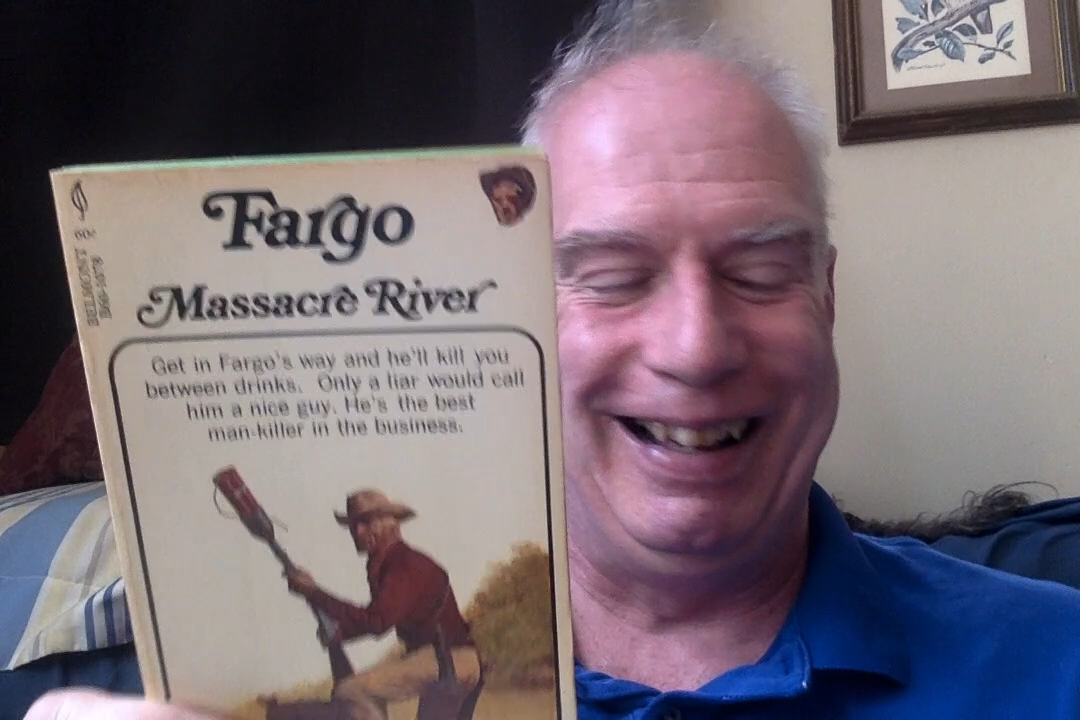 Fargo
60¢
BELMONT
Massacre River
Get in Fargo's way and he'll kill you
between drinks. Only a liar would call
him a nice guy. He's the best
man-killer in the business.